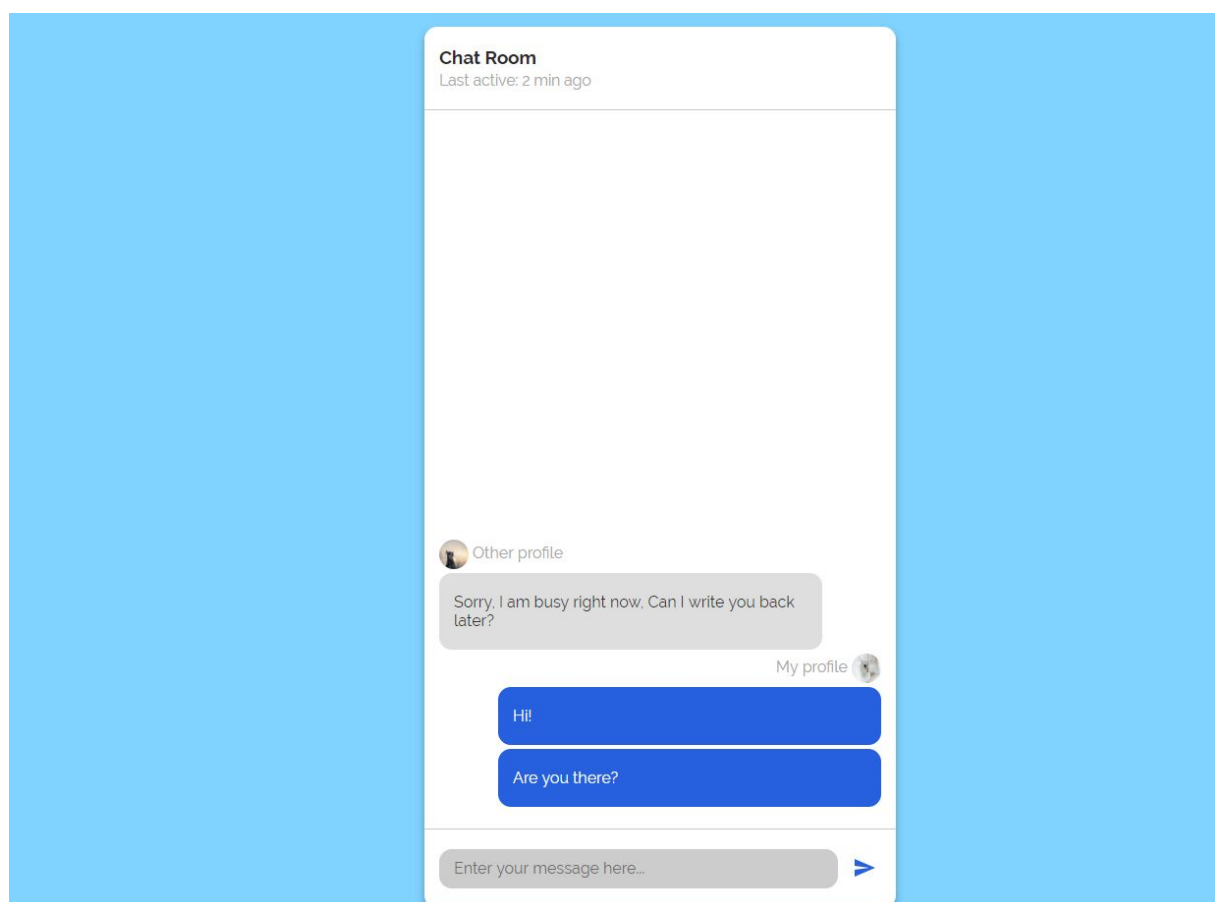 Chat Room
Last active: 2 min ago
Other profile
Sorry, I am busy right now, Can I write you back
later?
My profile
Hi!
Are you there?
Enter your message here...